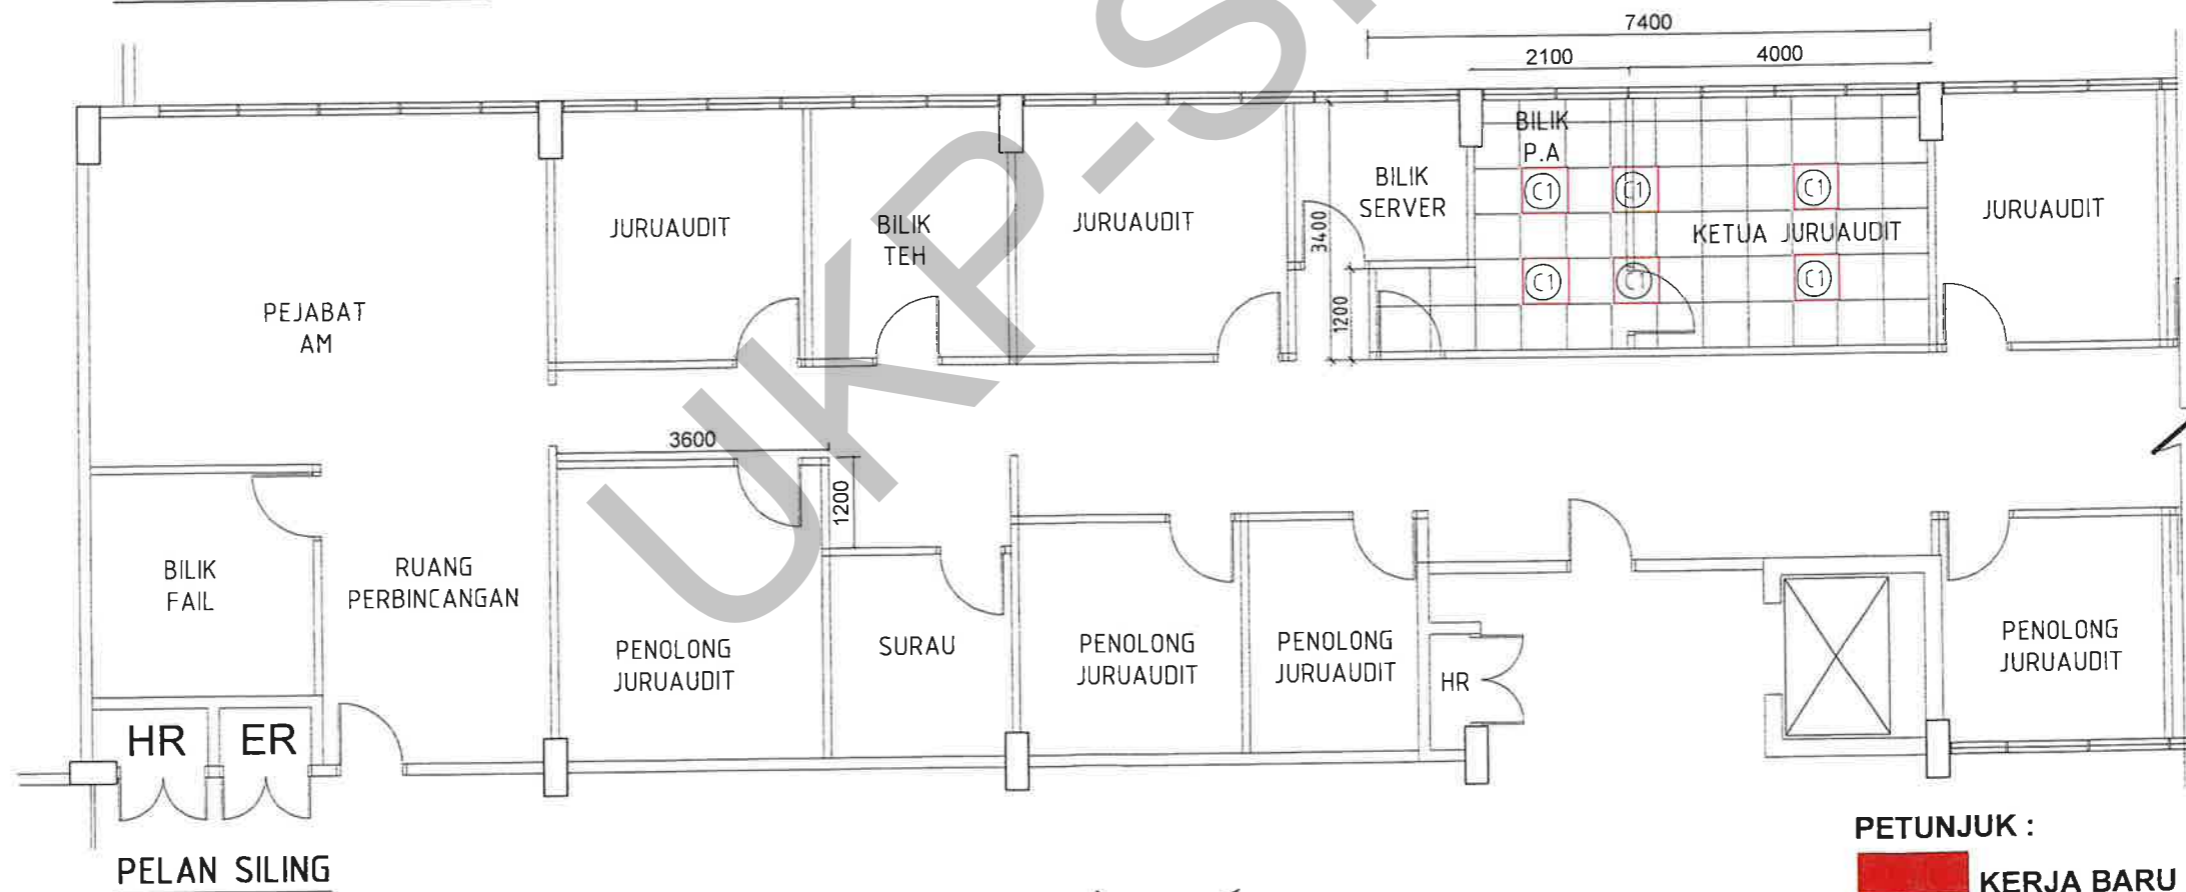 7400
2100
4000
BILIK
P.A
C1
C1
C1
BILIK
SERVER
JURUAUDIT
BILIK
TEH
JURUAUDIT
3400
KETUA JURUAUDIT
JURUAUDIT
C1
C1
C1
1200
PEJABAT
AM
3600
1200
BILIK
FAIL
RUANG
PERBINCANGAN
PENOLONG
JURUAUDIT
SURAU
PENOLONG
JURUAUDIT
PENOLONG
JURUAUDIT
HR
PENOLONG
JURUAUDIT
HR
ER
UKP-S
PELAN SILING
PETUNJUK :
KERJA BARU